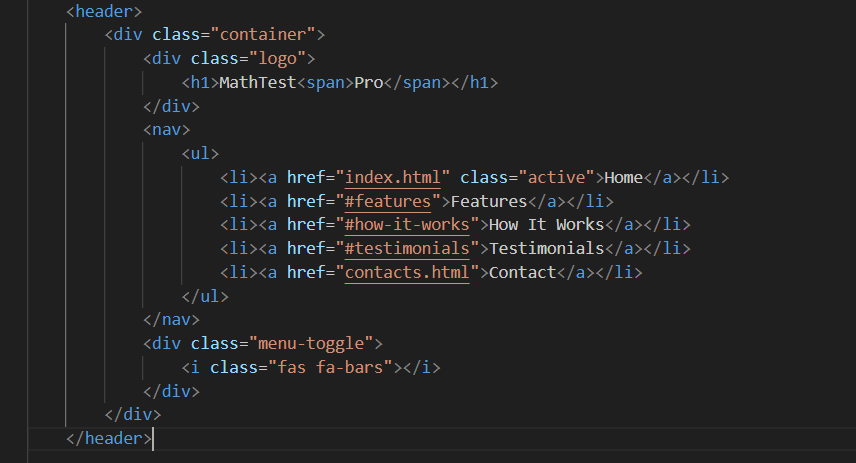 <header>
<div class="container">
<div class="logo">
<h1>MathTest<span>Pro</span></h1>
</div>
<nav>
<ul>
<li><a href="index.html" class="active">Home</a></li>
<li><a href="#features">Features</a></li>
<li><a href="#how-it-works">How It Works</a></li>
<li><a href="#testimonials">Testimonials</a></li>
<li><a href="contacts.html">Contact</a></li>
</ul>
</nav>
<div class="menu-toggle">
<i class="fas fa-bars"></i>
</div>
</div>
</header>